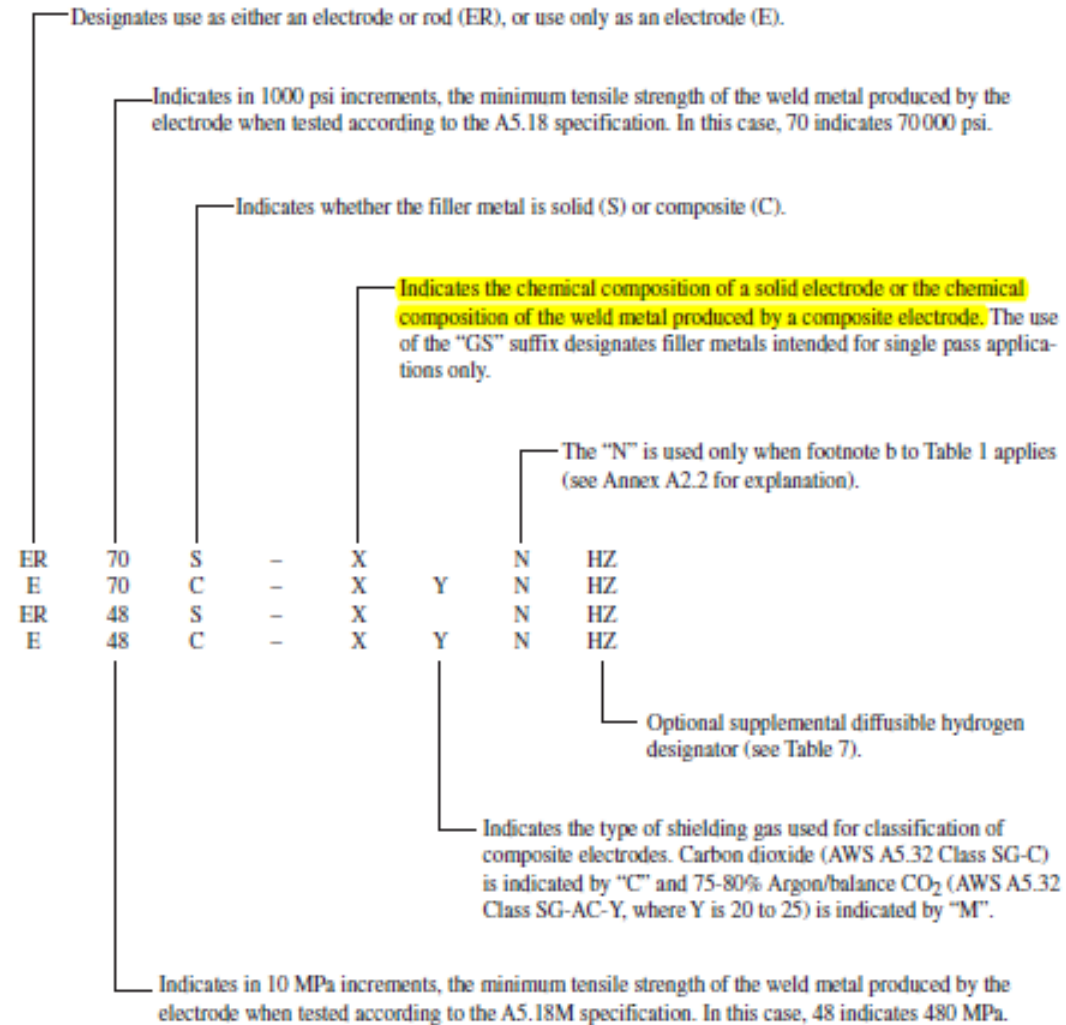 Designates use as either an electrode or rod (ER), or use only as an electrode (E).
Indicates in 1000 psi increments, the minimum tensile strength of the weld metal produced by the
electrode when tested according to the A5.18 specification. In this case, 70 indicates 70 000 psi.
Indicates whether the filler metal is solid (S) or composite (C).
Indicates the chemical composition of a solid electrode or the chemical
composition of the weld metal produced by a composite electrode. The use
of the “GS” suffix designates filler metals intended for single pass applica-
tions only.
The “N” is used only when footnote b to Table 1 applies
(see Annex A2.2 for explanation).
ER 70 S – X N HZ
E 70 C – X Y N HZ
ER 48 S – X N HZ
E 48 C – X Y N HZ
Optional supplemental diffusible hydrogen
designator (see Table 7).
Indicates the type of shielding gas used for classification of
composite electrodes. Carbon dioxide (AWS A5.32 Class SG-C)
is indicated by “C” and 75-80% Argon/balance CO2 (AWS A5.32
Class SG-AC-Y, where Y is 20 to 25) is indicated by “M”.
Indicates in 10 MPa increments, the minimum tensile strength of the weld metal produced by the
electrode when tested according to the A5.18M specification. In this case, 48 indicates 480 MPa.